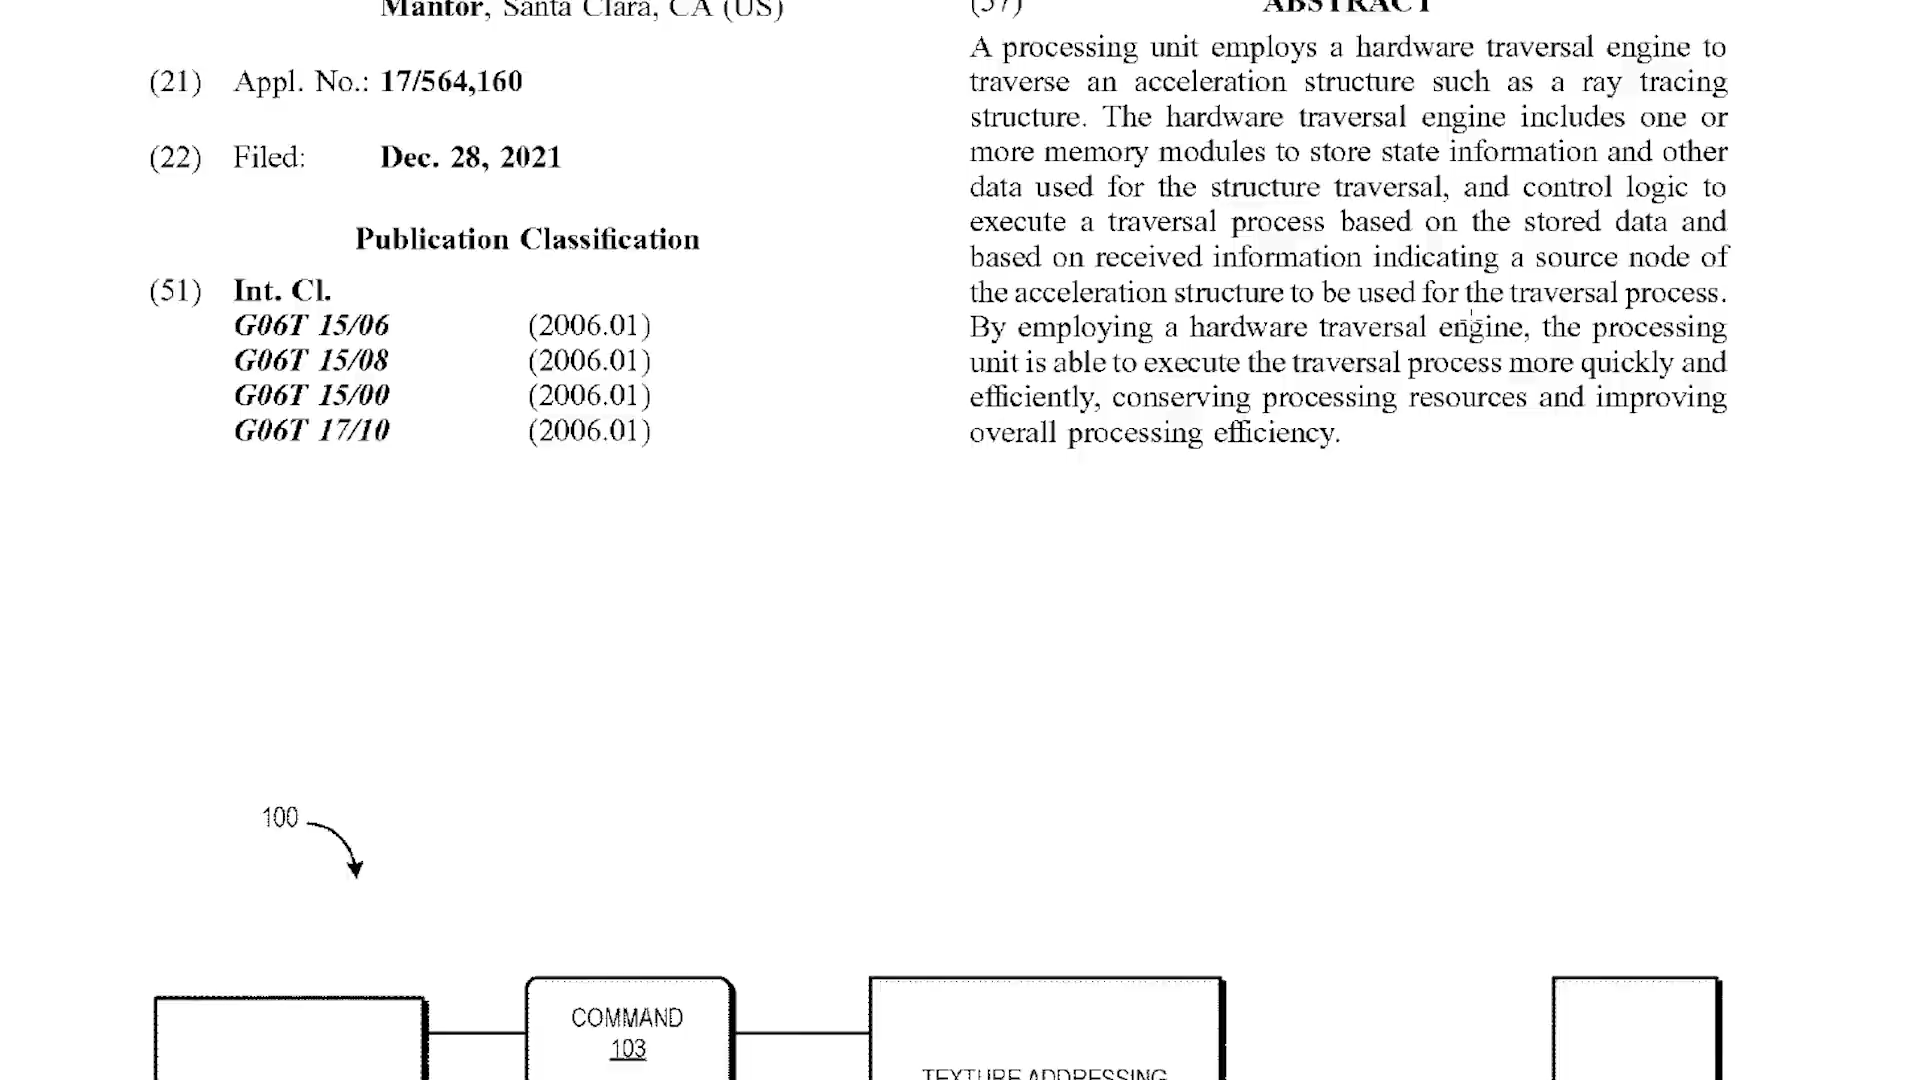 Mantor, Santa Clara, CA (US)
(21) Appl. No.: 17/564,160
(22) Filed: Dec. 28, 2021
Publication Classification
(51) Int. Cl.
G06T 15/06 (2006.01)
G06T 15/08 (2006.01)
G06T 15/00 (2006.01)
G06T 17/10 (2006.01)
(57) ABSTRACT
A processing unit employs a hardware traversal engine to
traverse an acceleration structure such as a ray tracing
structure. The hardware traversal engine includes one or
more memory modules to store state information and other
data used for the structure traversal, and control logic to
execute a traversal process based on the stored data and
based on received information indicating a source node of
the acceleration structure to be used for the traversal process.
By employing a hardware traversal engine, the processing
unit is able to execute the traversal process more quickly and
efficiently, conserving processing resources and improving
overall processing efficiency.
100
COMMAND
103
TEXTURE ADDRESSING